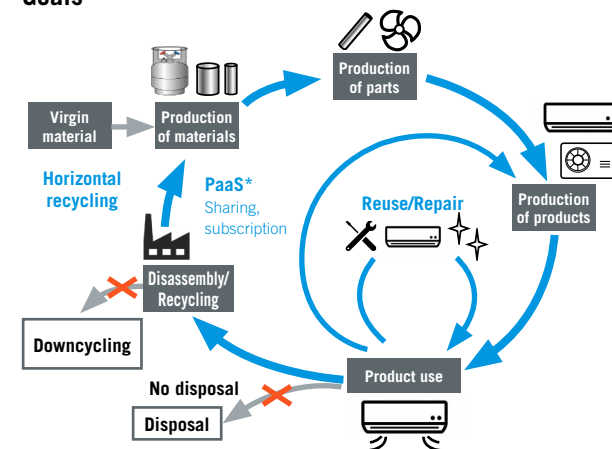 Goals
Production
of parts
Virgin
material
Production
of materials
Horizontal
recycling
PaaS*
Sharing,
subscription
Reuse/Repair
Production
of products
Disassembly/
Recycling
Downcycling
Product use
No disposal
Disposal